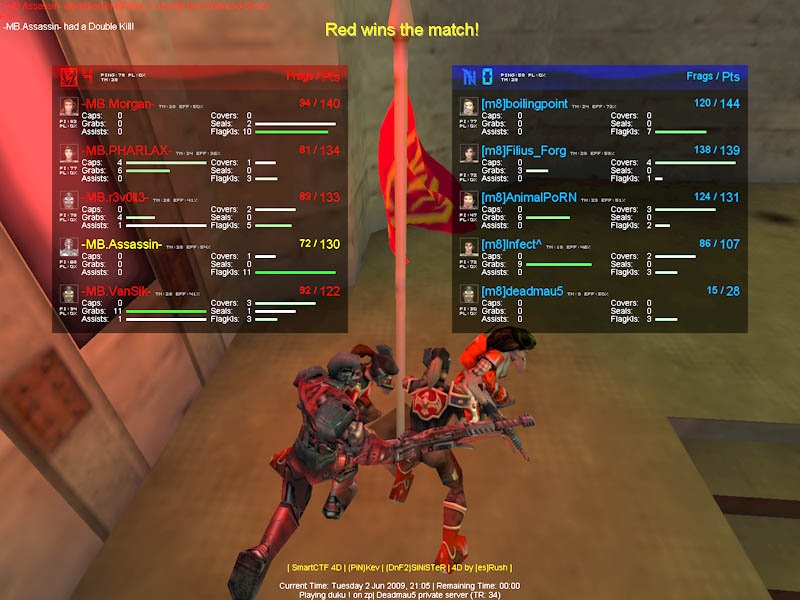 -MB.Assassin- had a Double Kill!
Red wins the match!
4 PING:79 PL:0% TM:28 Frags / Pts
-MB.Morgan- 94 / 140
Caps: 0 Covers: 0
Grabs: 0 Seals: 2
Assists: 0 FlagKls: 10
-MB.PHARLAX- 81 / 134
Caps: 4 Covers: 1
Grabs: 6 Seals: 0
Assists: 0 FlagKls: 3
-MB.r3v0lt3- 89 / 133
Caps: 0 Covers: 2
Grabs: 4 Seals: 0
Assists: 1 FlagKls: 5
-MB.Assassin- 72 / 130
Caps: 0 Covers: 1
Grabs: 0 Seals: 0
Assists: 0 FlagKls: 11
-MB.VanSik- 92 / 122
Caps: 0 Covers: 3
Grabs: 11 Seals: 1
Assists: 1 FlagKls: 3
0 Frags / Pts
[m8]boilingpoint 120 / 144
Caps: 0 Covers: 0
Grabs: 0 Seals: 0
Assists: 0 FlagKls: 7
[m8]Filius_Forg 138 / 139
Caps: 0 Covers: 4
Grabs: 3 Seals: 0
Assists: 0 FlagKls: 1
[m8]AnimalPoRN 124 / 131
Caps: 0 Covers: 3
Grabs: 6 Seals: 0
Assists: 0 FlagKls: 2
[m8]Infect^ 86 / 107
Caps: 0 Covers: 2
Grabs: 9 Seals: 0
Assists: 0 FlagKls: 3
[m8]deadmau5 15 / 28
Caps: 0 Covers: 0
Grabs: 0 Seals: 0
Assists: 0 FlagKls: 3
[ SmartCTF 4D | (PiN)Kev | (DnF2)SiNiSTeR | 4D by [es]Rush ]
Current Time: Tuesday 2 Jun 2009, 21:05 | Remaining Time: 00:00
Playing duku ! on zp| Deadmau5 private server (TR: 34)